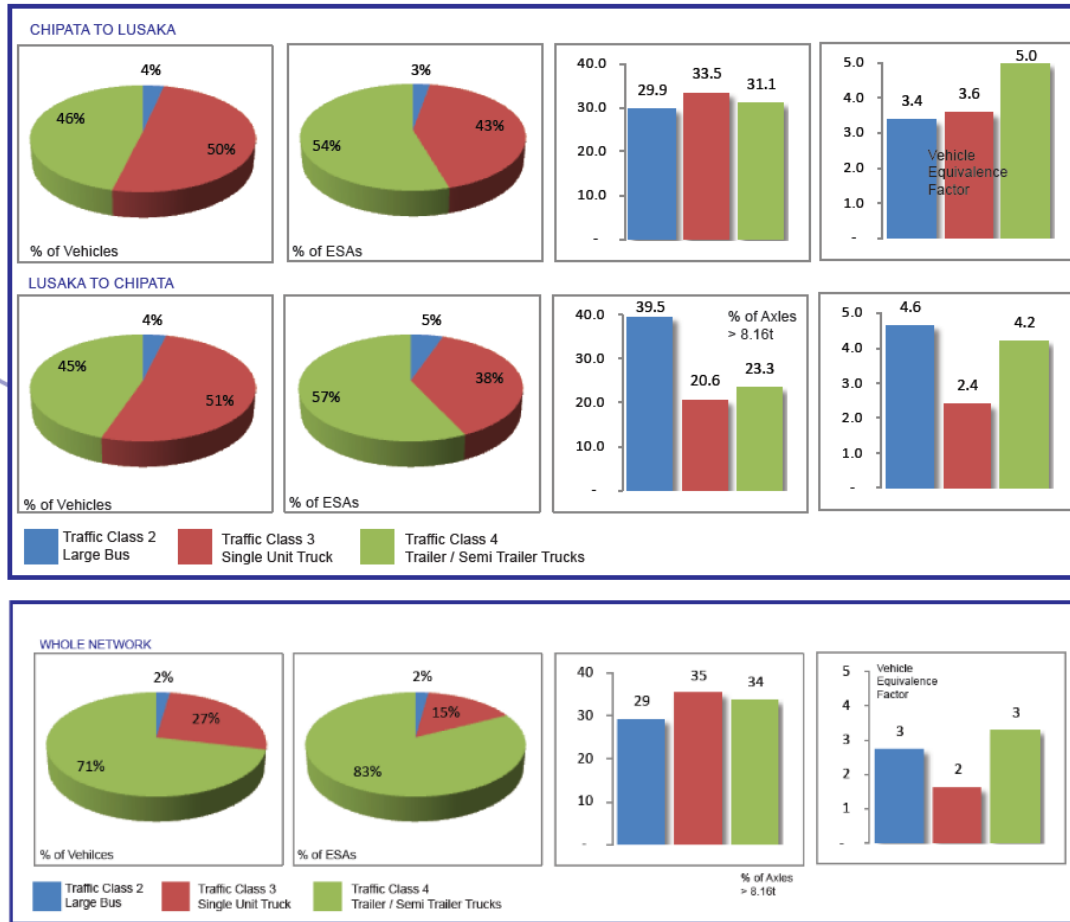 CHIPATA TO LUSAKA
4%
46%
50%
% of Vehicles
3%
43%
54%
% of ESAs
40.0
30.0
20.0
10.0
-
29.9
33.5
31.1
5.0
4.0
3.0
2.0
1.0
-
3.4
3.6
5.0
Vehicle
Equivalence
Factor
LUSAKA TO CHIPATA
4%
45%
51%
% of Vehicles
5%
38%
57%
% of ESAs
40.0
30.0
20.0
10.0
-
39.5
20.6
23.3
% of Axles
> 8.16t
5.0
4.0
3.0
2.0
1.0
-
4.6
2.4
4.2
Traffic Class 2
Large Bus
Traffic Class 3
Single Unit Truck
Traffic Class 4
Trailer / Semi Trailer Trucks
WHOLE NETWORK
2%
27%
71%
% of Vehilces
2%
15%
83%
% of ESAs
40
30
20
10
-
29
35
34
% of Axles
> 8.16t
5
4
3
2
1
-
Vehicle
Equivalence
Factor
3
2
3
Traffic Class 2
Large Bus
Traffic Class 3
Single Unit Truck
Traffic Class 4
Trailer / Semi Trailer Trucks